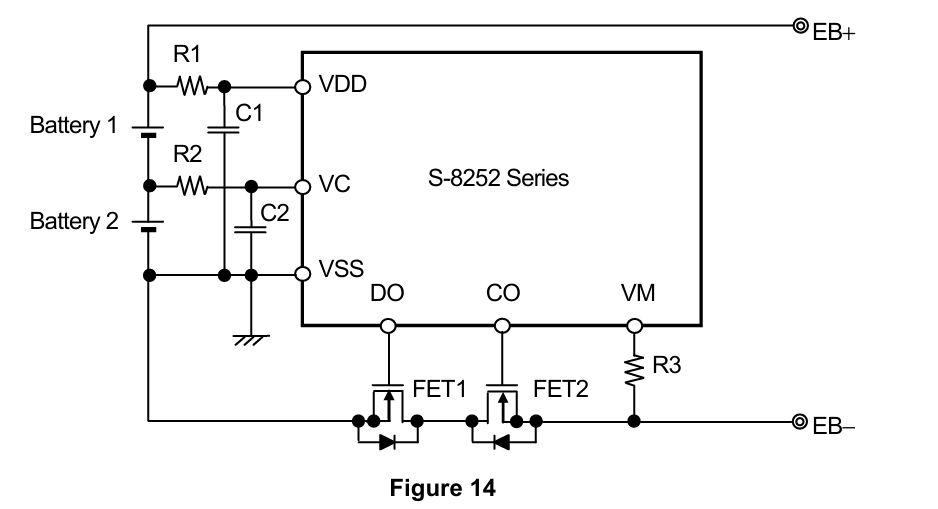 EB+
R1
VDD
C1
Battery 1
R2
S-8252 Series
VC
C2
Battery 2
VSS
DO CO VM
R3
FET1 FET2
EB−
Figure 14